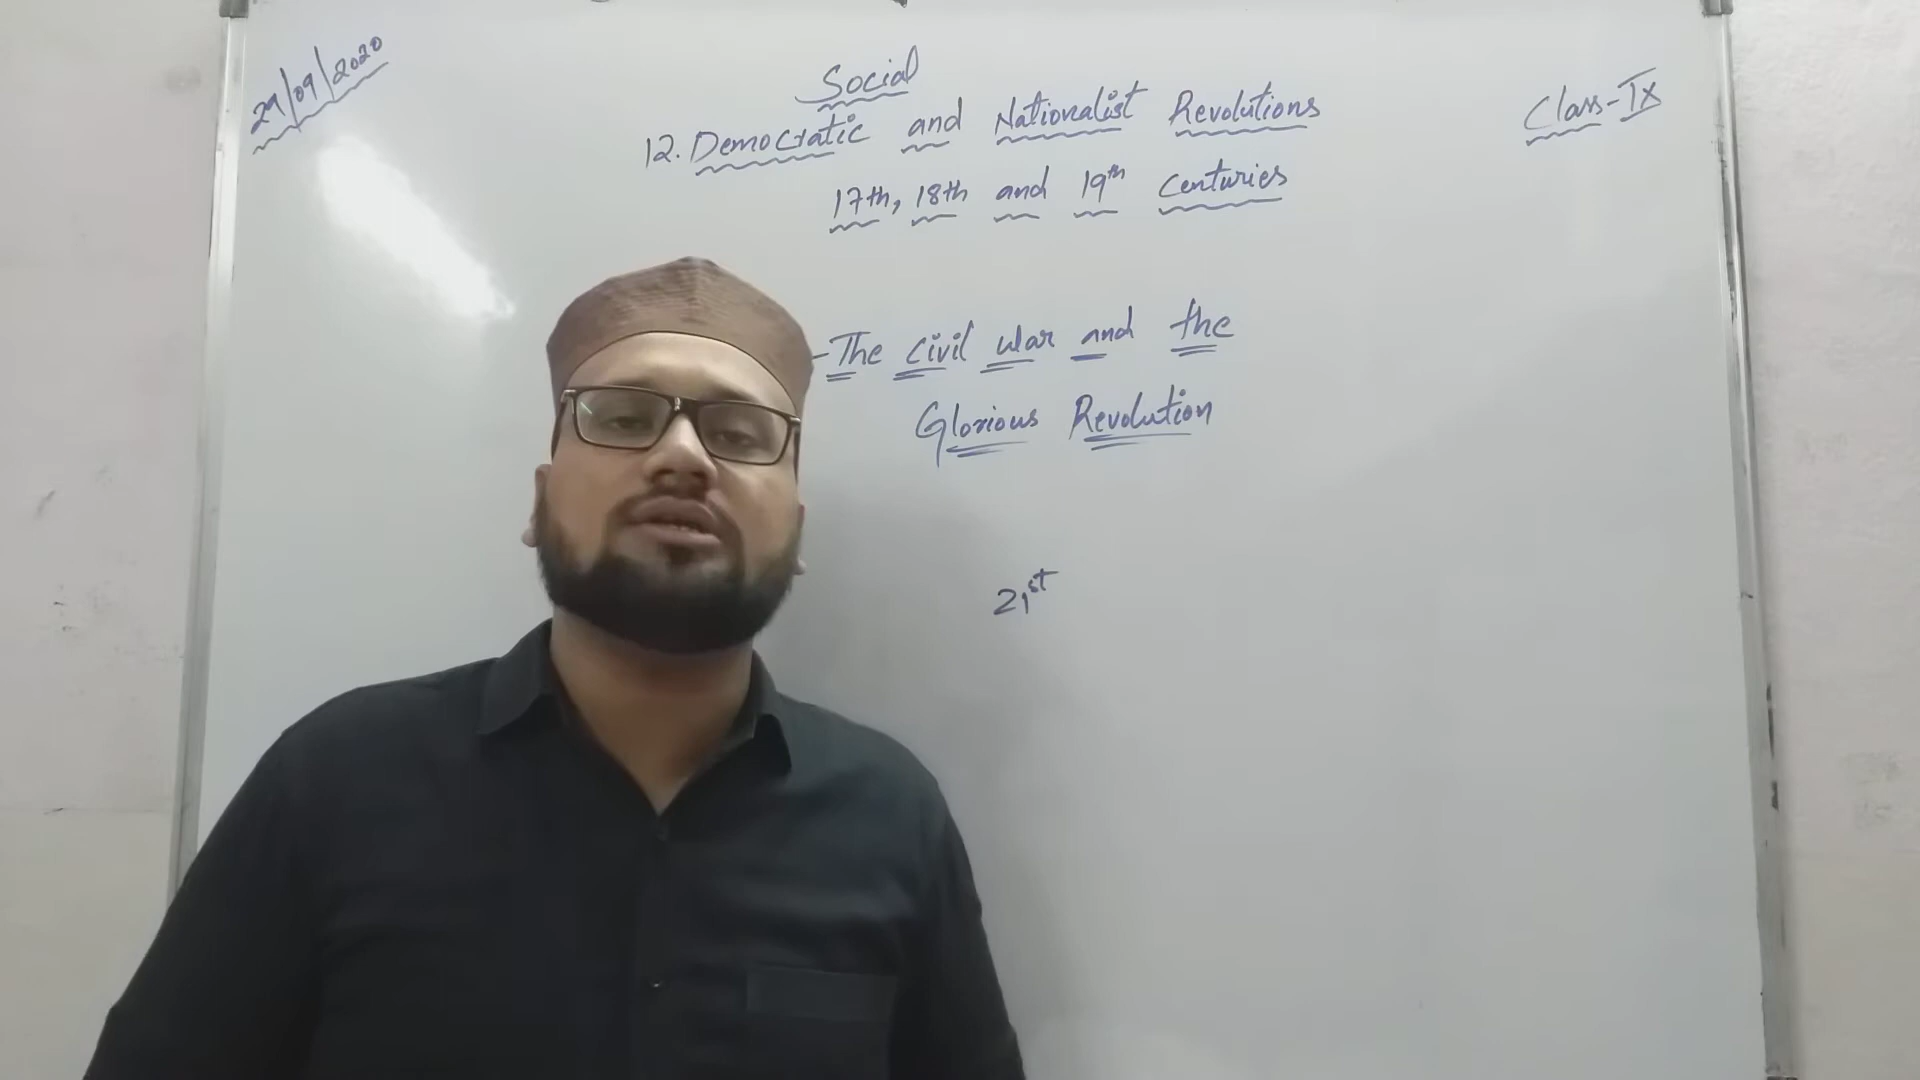 29/09/2020
Social
Class-IX
12. Democratic and Nationalist Revolutions
17th, 18th and 19th Centuries
-The Civil War and the
Glorious Revolution
21st